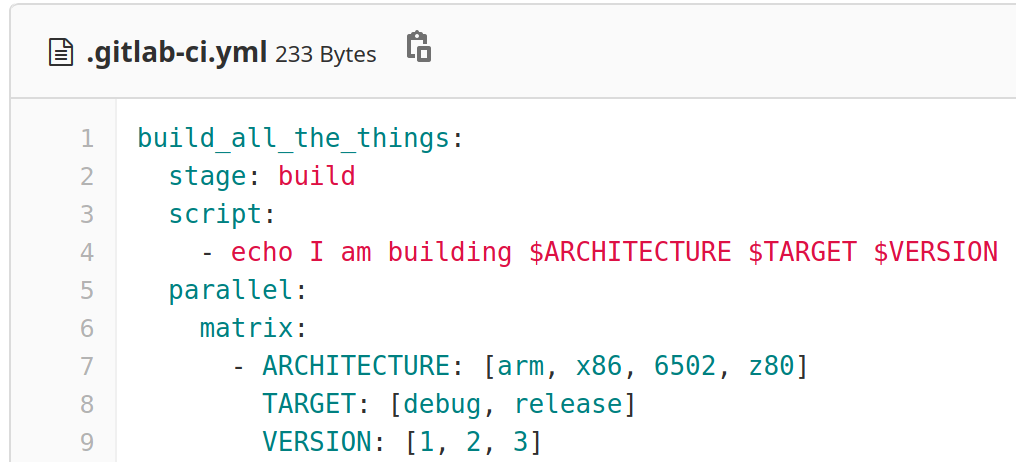 .gitlab-ci.yml 233 Bytes
1 build_all_the_things:
2   stage: build
3   script:
4     - echo I am building $ARCHITECTURE $TARGET $VERSION
5   parallel:
6     matrix:
7       - ARCHITECTURE: [arm, x86, 6502, z80]
8         TARGET: [debug, release]
9         VERSION: [1, 2, 3]